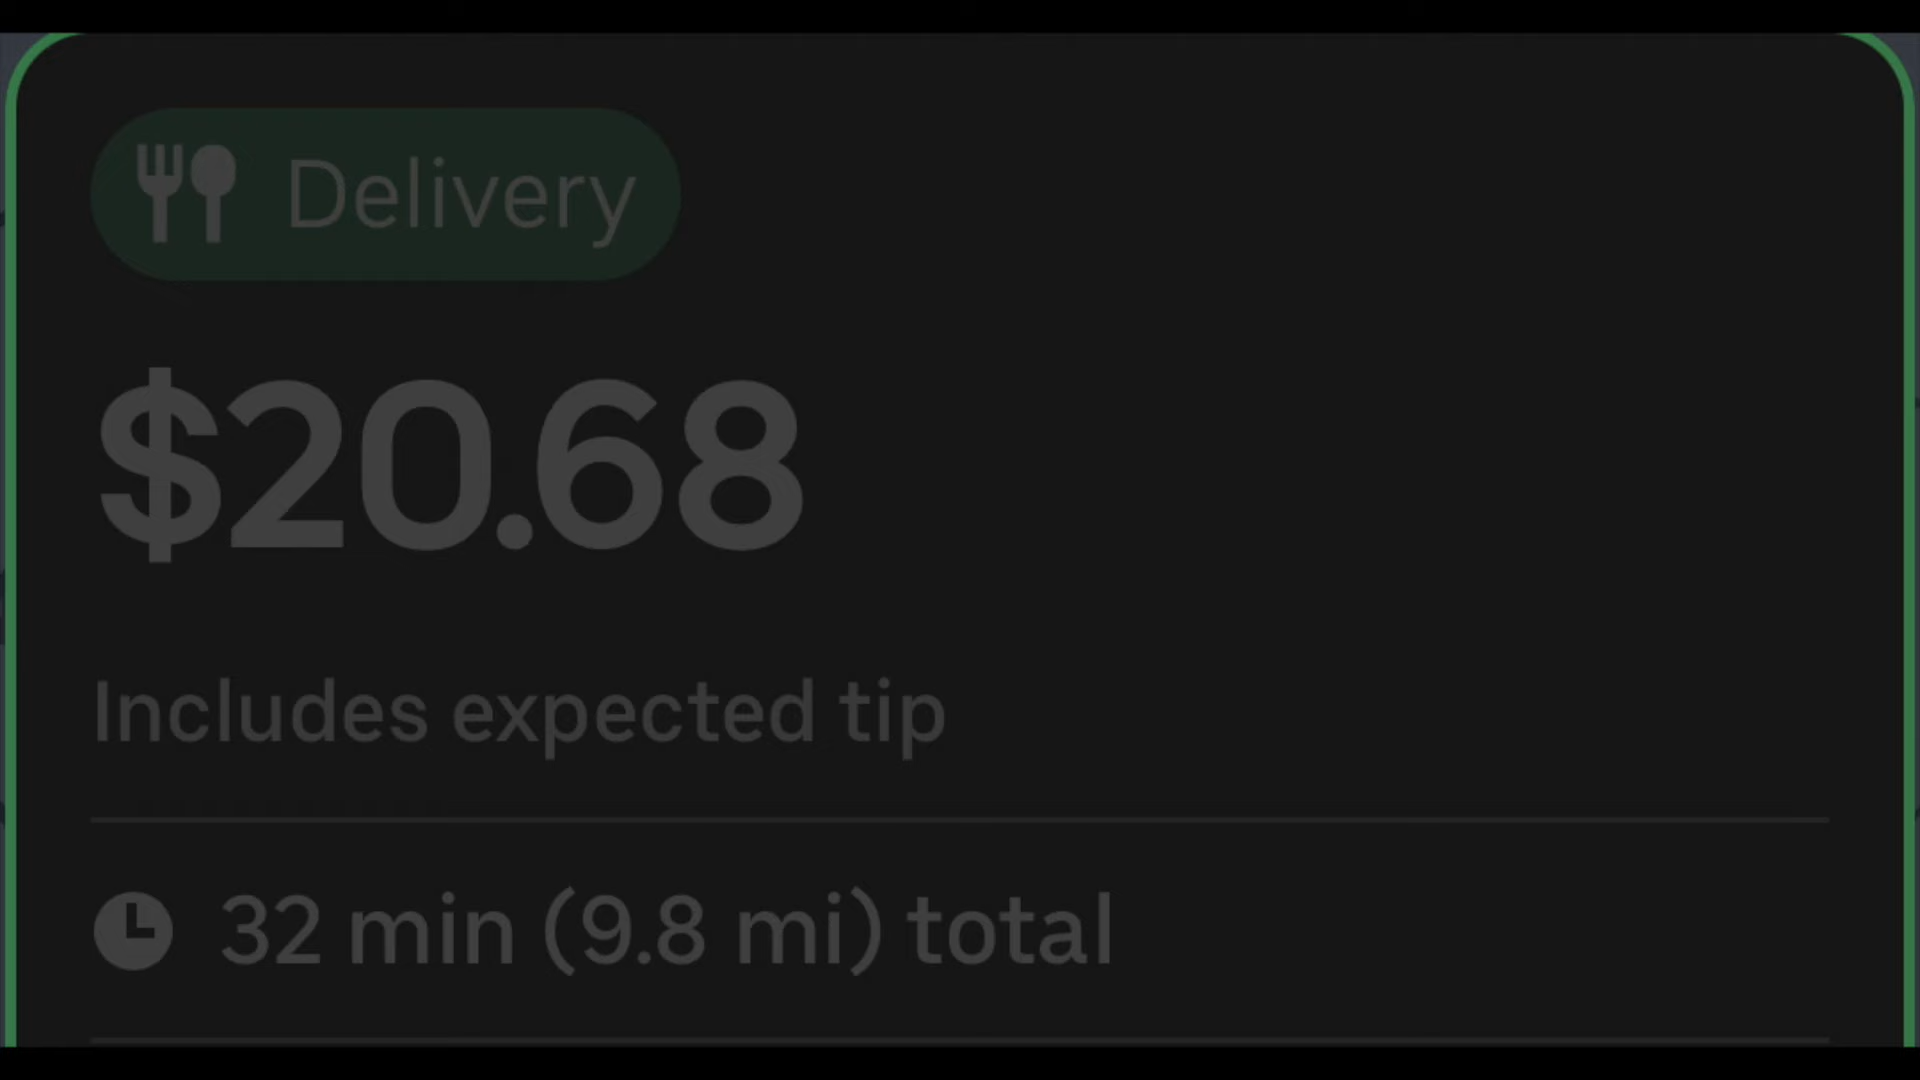 Delivery
$20.68
Includes expected tip
32 min (9.8 mi) total